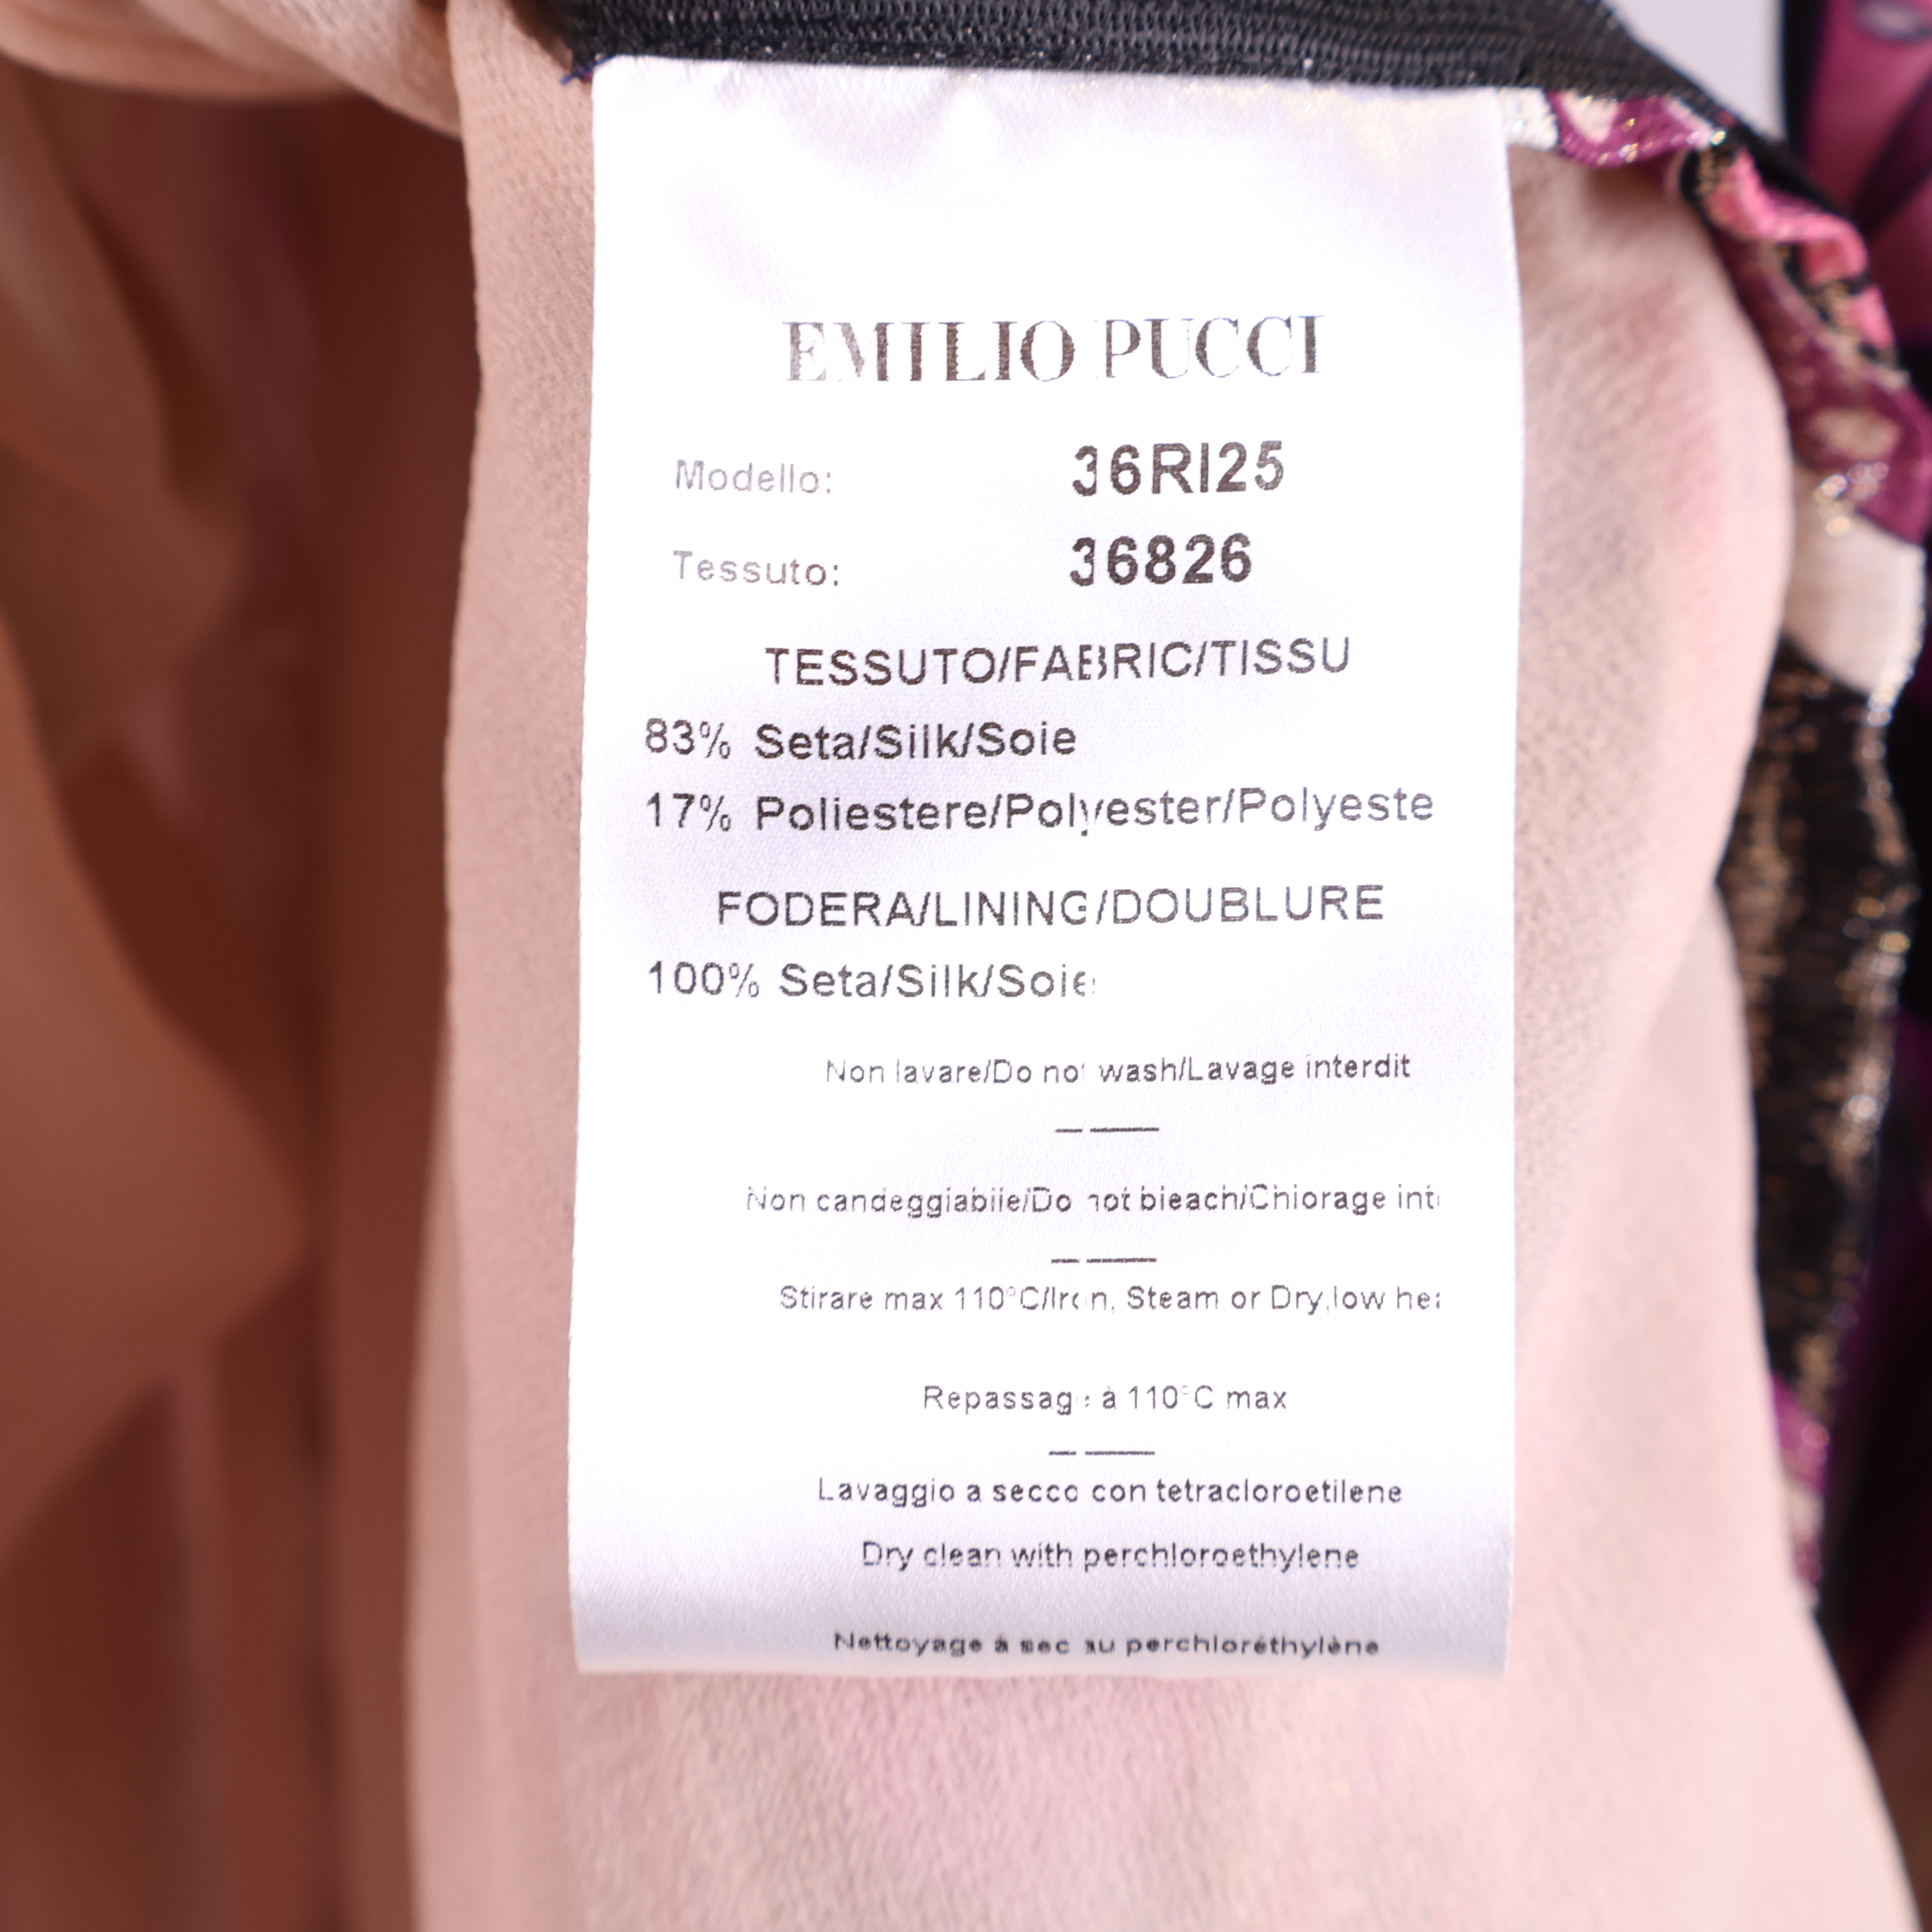 EMILIO PUCCI
Modello: 36RI25
Tessuto: 36826
TESSUTO/FABRIC/TISSU
83% Seta/Silk/Soie
17% Poliestere/Polyester/Polyeste
FODERA/LINING/DOUBLURE
100% Seta/Silk/Soie
Non lavare/Do not wash/Lavage interdit
Non candeggiabile/Do not bleach/Chlorage int
Stirare max 110°C/Iron, Steam or Dry,low hea
Repassage à 110°C max
Lavaggio a secco con tetracloroetilene
Dry clean with perchloroethylene
Nettoyage à sec au perchloréthylène